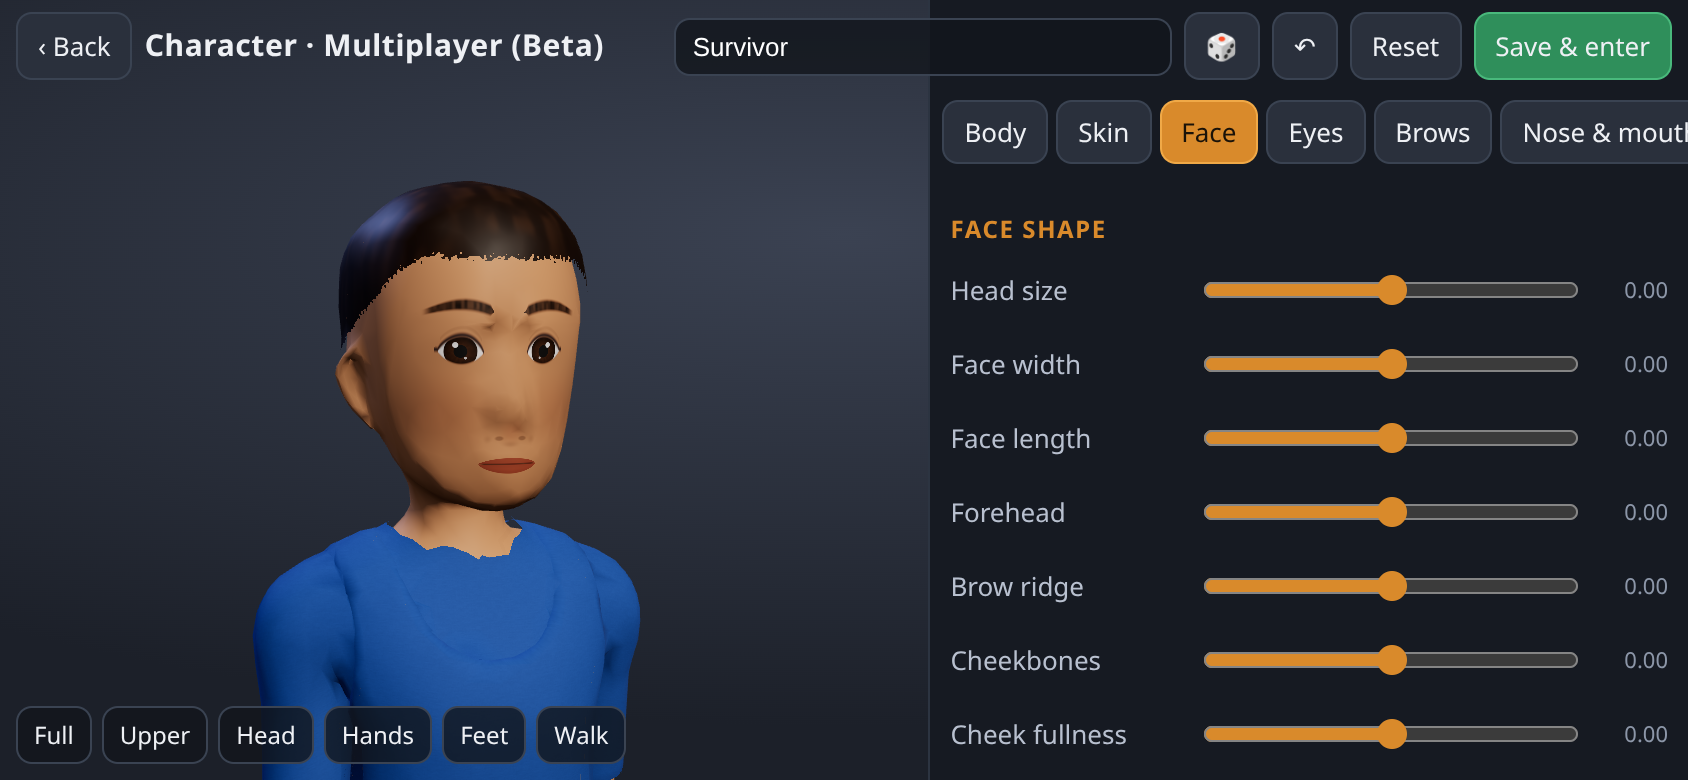 ‹ Back
Character · Multiplayer (Beta)
Survivor
↶
Reset
Save & enter
Body
Skin
Face
Eyes
Brows
Nose & mouth
FACE SHAPE
Head size 0.00
Face width 0.00
Face length 0.00
Forehead 0.00
Brow ridge 0.00
Cheekbones 0.00
Cheek fullness 0.00
Full
Upper
Head
Hands
Feet
Walk